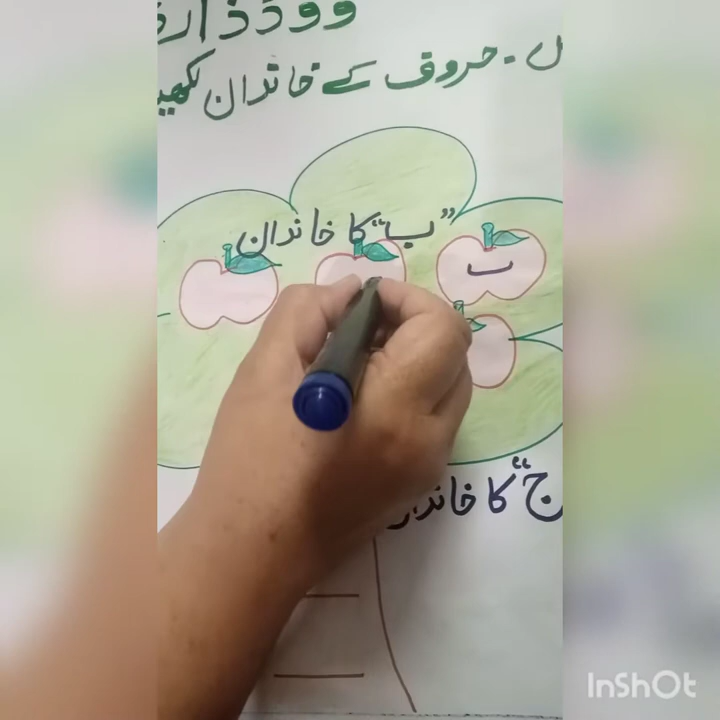 حروف کے خاندان لکھیں
”ب“ کا خاندان
ب
ج“ کا خاندان
InShOt